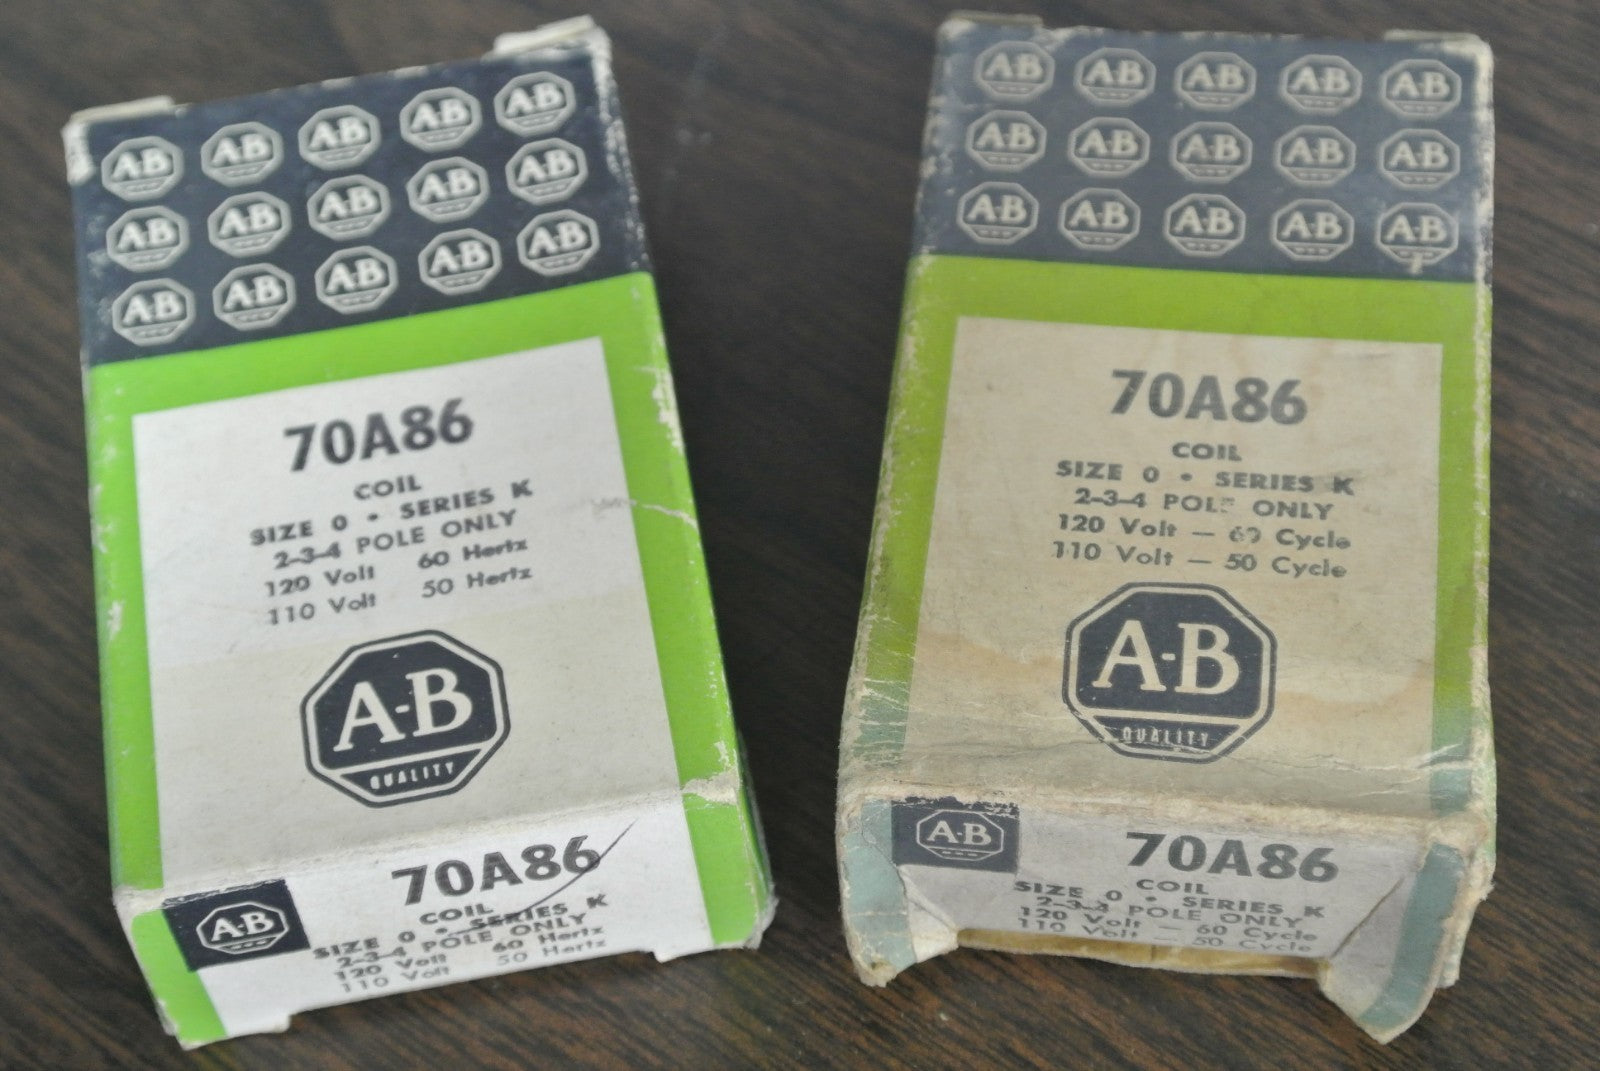 A-B A-B A-B A-B A-B
A-B A-B A-B A-B A-B
A-B A-B A-B A-B A-B
70A86
COIL
SIZE 0 • SERIES K
2-3-4 POLE ONLY
120 Volt 60 Hertz
110 Volt 50 Hertz
A-B
QUALITY
A-B
70A86
COIL
SIZE 0 • SERIES K
2-3-4 POLE ONLY
120 Volt 60 Hertz
110 Volt 50 Hertz
A-B A-B A-B A-B A-B
A-B A-B A-B A-B A-B
A-B A-B A-B A-B A-B
70A86
COIL
SIZE 0 • SERIES K
2-3-4 POLE ONLY
120 Volt — 60 Cycle
110 Volt — 50 Cycle
A-B
QUALITY
A-B
70A86
COIL
SIZE 0 • SERIES K
2-3-4 POLE ONLY
120 Volt — 60 Cycle
110 Volt — 50 Cycle